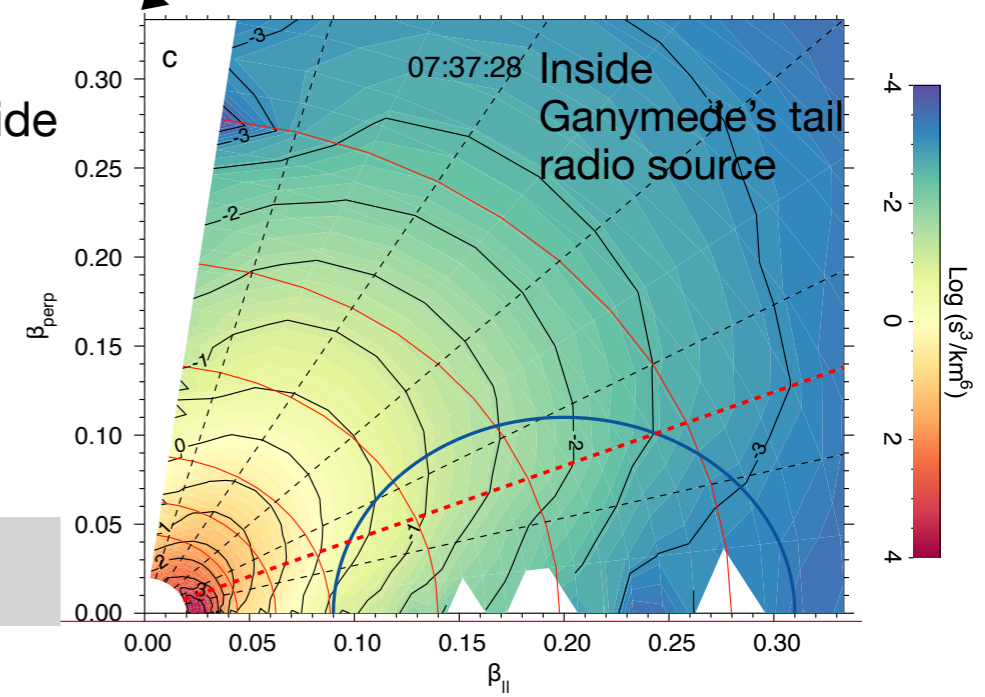 ide
c
07:37:28
Inside
Ganymede's tail
radio source
-3
-3
-2
-1
0
1
2
3
-1
-2
-3
0.30
0.25
0.20
0.15
0.10
0.05
0.00
βperp
0.00 0.05 0.10 0.15 0.20 0.25 0.30
β||
-4
-2
0
2
4
Log (s³/km⁶)